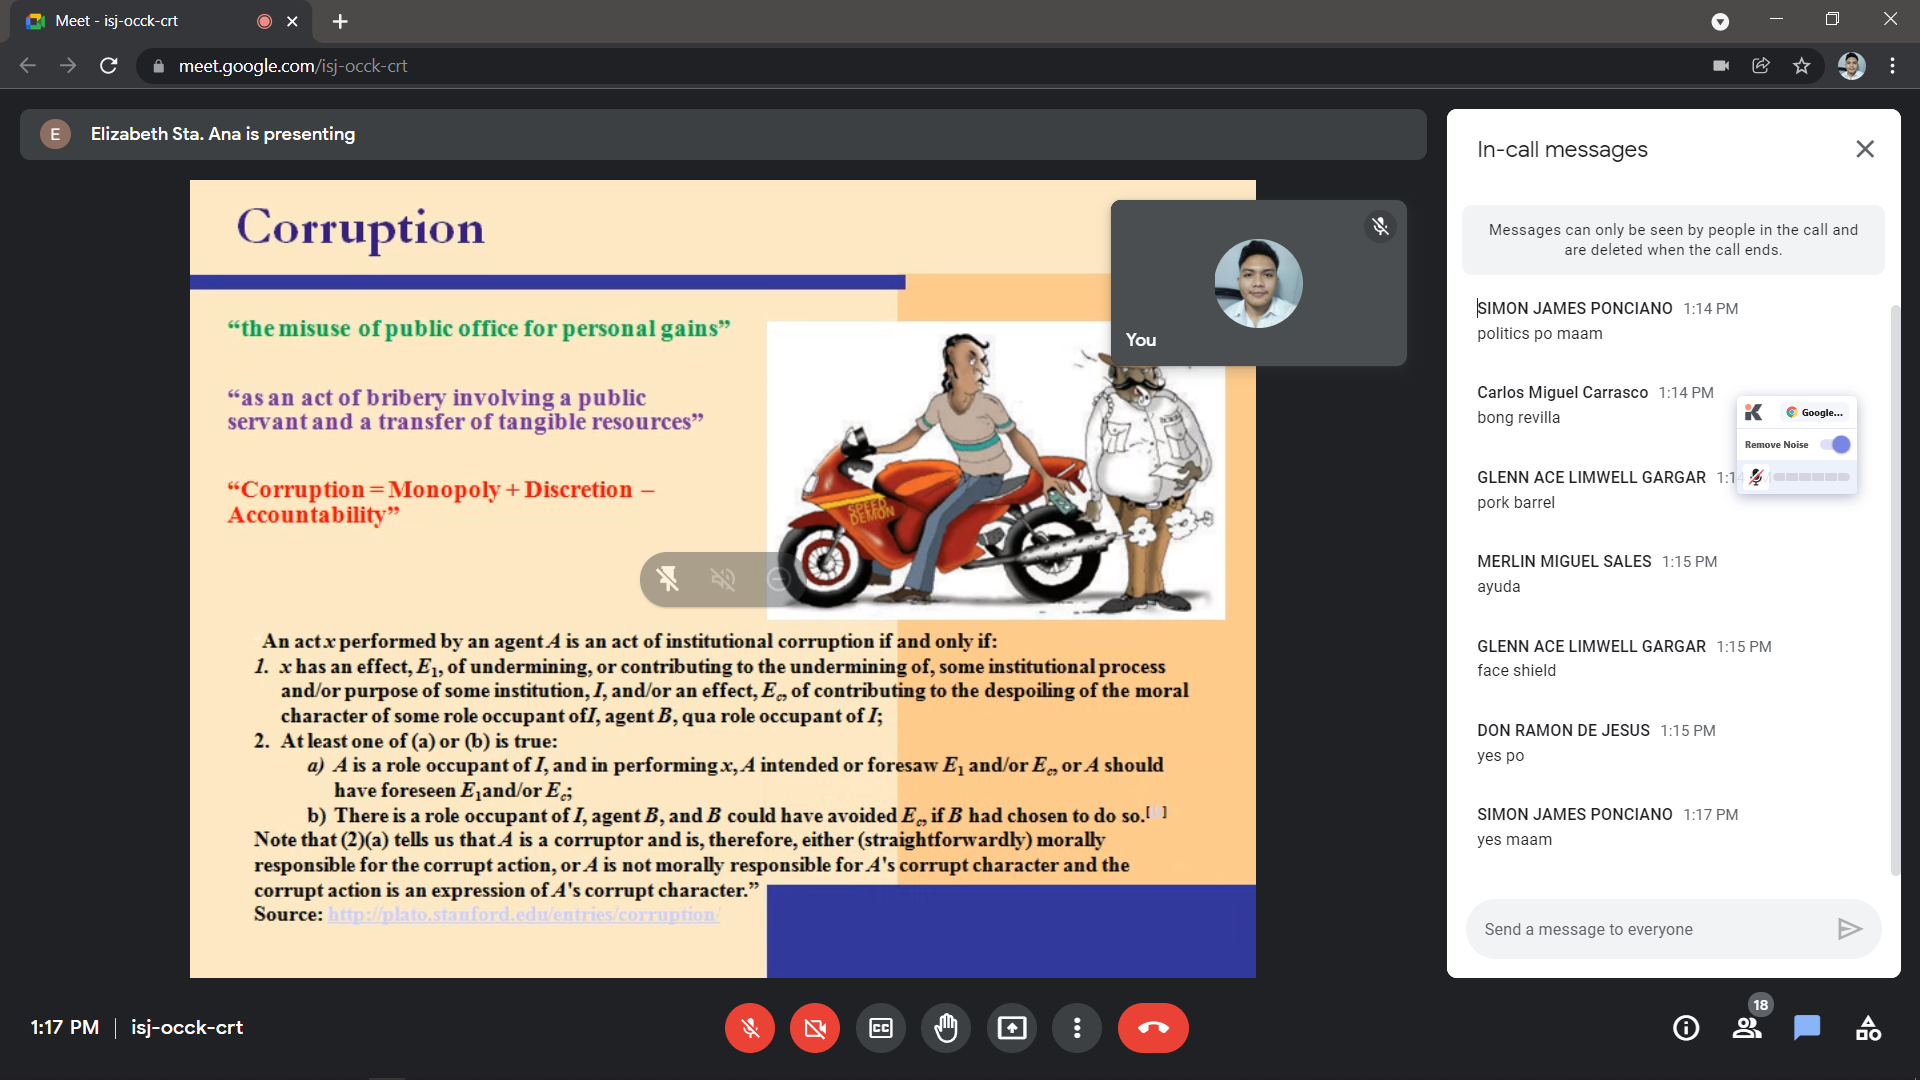 Meet - isj-occk-crt
meet.google.com/isj-occk-crt
E
Elizabeth Sta. Ana is presenting
Corruption
“the misuse of public office for personal gains”
“as an act of bribery involving a public
servant and a transfer of tangible resources”
“Corruption = Monopoly + Discretion –
Accountability”
SPEED
DEMON
You
An act x performed by an agent A is an act of institutional corruption if and only if:
1. x has an effect, E1, of undermining, or contributing to the undermining of, some institutional process
and/or purpose of some institution, I, and/or an effect, Ec, of contributing to the despoiling of the moral
character of some role occupant of I, agent B, qua role occupant of I;
2. At least one of (a) or (b) is true:
a) A is a role occupant of I, and in performing x, A intended or foresaw E1 and/or Ec, or A should
have foreseen E1 and/or Ec;
b) There is a role occupant of I, agent B, and B could have avoided Ec, if B had chosen to do so.[]
Note that (2)(a) tells us that A is a corruptor and is, therefore, either (straightforwardly) morally
responsible for the corrupt action, or A is not morally responsible for A's corrupt character and the
corrupt action is an expression of A's corrupt character.”
Source: http://plato.stanford.edu/entries/corruption/
In-call messages
Messages can only be seen by people in the call and
are deleted when the call ends.
SIMON JAMES PONCIANO 1:14 PM
politics po maam
Carlos Miguel Carrasco 1:14 PM
bong revilla
Google...
Remove Noise
GLENN ACE LIMWELL GARGAR 1:14
pork barrel
MERLIN MIGUEL SALES 1:15 PM
ayuda
GLENN ACE LIMWELL GARGAR 1:15 PM
face shield
DON RAMON DE JESUS 1:15 PM
yes po
SIMON JAMES PONCIANO 1:17 PM
yes maam
Send a message to everyone
1:17 PM | isj-occk-crt
CC
18